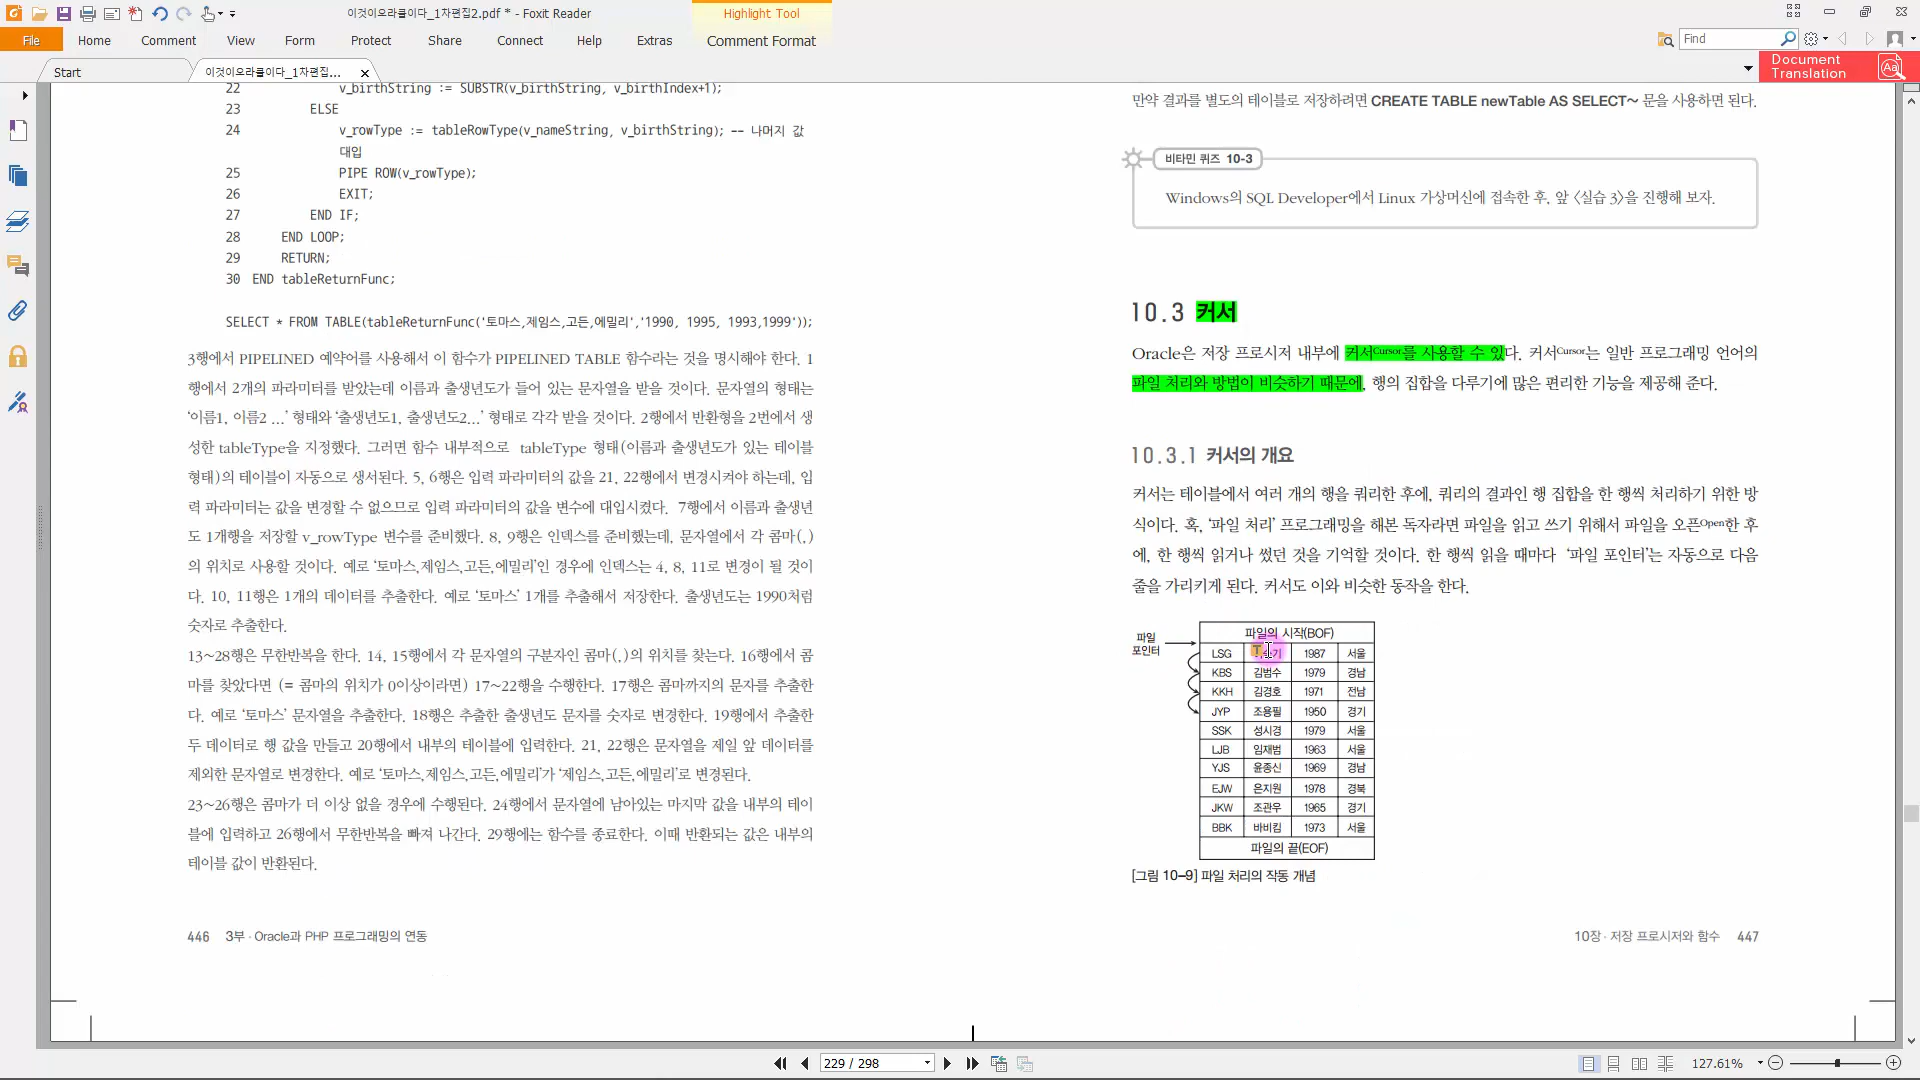 이것이오라클이다_1차편집2.pdf * - Foxit Reader
Highlight Tool
File
Home
Comment
View
Form
Protect
Share
Connect
Help
Extras
Comment Format
Find
Start
이것이오라클이다_1차편집...
Document
Translation
22 v_birthString := SUBSTR(v_birthString, v_birthIndex+1);
23 ELSE
24 v_rowType := tableRowType(v_nameString, v_birthString); -- 나머지 값
대입
25 PIPE ROW(v_rowType);
26 EXIT;
27 END IF;
28 END LOOP;
29 RETURN;
30 END tableReturnFunc;
SELECT * FROM TABLE(tableReturnFunc('토마스,제임스,고든,에밀리','1990, 1995, 1993,1999'));
3행에서 PIPELINED 예약어를 사용해서 이 함수가 PIPELINED TABLE 함수라는 것을 명시해야 한다. 1
행에서 2개의 파라미터를 받았는데 이름과 출생년도가 들어 있는 문자열을 받을 것이다. 문자열의 형태는
‘이름1, 이름2 …’ 형태와 ‘출생년도1, 출생년도2…’ 형태로 각각 받을 것이다. 2행에서 반환형을 2번에서 생
성한 tableType을 지정했다. 그러면 함수 내부적으로 tableType 형태(이름과 출생년도가 있는 테이블
형태)의 테이블이 자동으로 생서된다. 5, 6행은 입력 파라미터의 값을 21, 22행에서 변경시켜야 하는데, 입
력 파라미터는 값을 변경할 수 없으므로 입력 파라미터의 값을 변수에 대입시켰다. 7행에서 이름과 출생년
도 1개행을 저장할 v_rowType 변수를 준비했다. 8, 9행은 인덱스를 준비했는데, 문자열에서 각 콤마(,)
의 위치로 사용할 것이다. 예로 ‘토마스,제임스,고든,에밀리’인 경우에 인덱스는 4, 8, 11로 변경이 될 것이
다. 10, 11행은 1개의 데이터를 추출한다. 예로 ‘토마스’ 1개를 추출해서 저장한다. 출생년도는 1990처럼
숫자로 추출한다.
13~28행은 무한반복을 한다. 14, 15행에서 각 문자열의 구분자인 콤마(,)의 위치를 찾는다. 16행에서 콤
마를 찾았다면 (= 콤마의 위치가 0이상이라면) 17~22행을 수행한다. 17행은 콤마까지의 문자를 추출한
다. 예로 ‘토마스’ 문자열을 추출한다. 18행은 추출한 출생년도 문자를 숫자로 변경한다. 19행에서 추출한
두 데이터로 행 값을 만들고 20행에서 내부의 테이블에 입력한다. 21, 22행은 문자열을 제일 앞 데이터를
제외한 문자열로 변경한다. 예로 ‘토마스,제임스,고든,에밀리’가 ‘제임스,고든,에밀리’로 변경된다.
23~26행은 콤마가 더 이상 없을 경우에 수행된다. 24행에서 문자열에 남아있는 마지막 값을 내부의 테이
블에 입력하고 26행에서 무한반복을 빠져 나간다. 29행에는 함수를 종료한다. 이때 반환되는 값은 내부의
테이블 값이 반환된다.
446 3부 · Oracle과 PHP 프로그래밍의 연동
만약 결과를 별도의 테이블로 저장하려면 CREATE TABLE newTable AS SELECT~ 문을 사용하면 된다.
비타민 퀴즈 10-3
Windows의 SQL Developer에서 Linux 가상머신에 접속한 후, 앞 〈실습 3〉을 진행해 보자.
10.3 커서
Oracle은 저장 프로시저 내부에 커서Cursor를 사용할 수 있다. 커서Cursor는 일반 프로그래밍 언어의
파일 처리와 방법이 비슷하기 때문에, 행의 집합을 다루기에 많은 편리한 기능을 제공해 준다.
10.3.1 커서의 개요
커서는 테이블에서 여러 개의 행을 쿼리한 후에, 쿼리의 결과인 행 집합을 한 행씩 처리하기 위한 방
식이다. 혹, ‘파일 처리’ 프로그래밍을 해본 독자라면 파일을 읽고 쓰기 위해서 파일을 오픈Open한 후
에, 한 행씩 읽거나 썼던 것을 기억할 것이다. 한 행씩 읽을 때마다 ‘파일 포인터’는 자동으로 다음
줄을 가리키게 된다. 커서도 이와 비슷한 동작을 한다.
파일
포인터
파일의 시작(BOF)
LSG 1987 서울
KBS 김범수 1979 경남
KKH 김경호 1971 전남
JYP 조용필 1950 경기
SSK 성시경 1979 서울
LJB 임재범 1963 서울
YJS 윤종신 1969 경남
EJW 은지원 1978 경북
JKW 조관우 1965 경기
BBK 바비킴 1973 서울
파일의 끝(EOF)
[그림 10-9] 파일 처리의 작동 개념
10장 · 저장 프로시저와 함수 447
229 / 298
127.61%